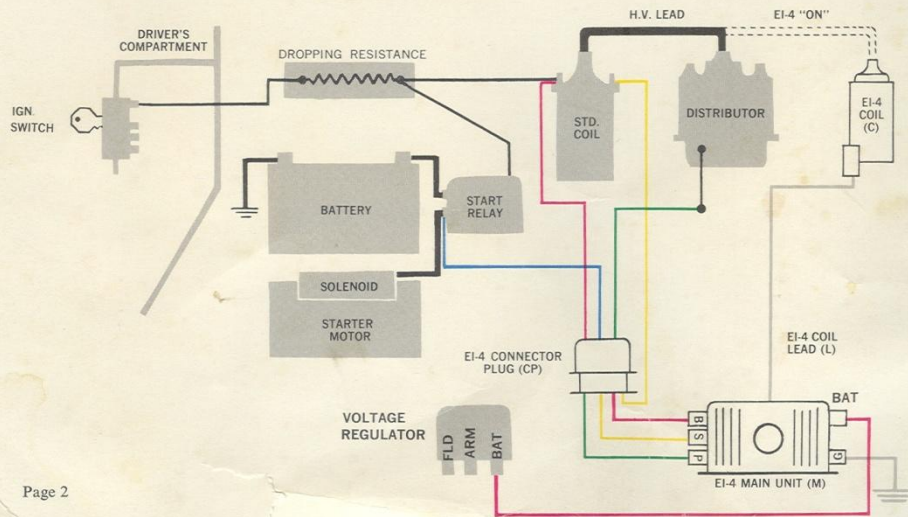 H.V. LEAD
EI-4 "ON"
DRIVER'S
COMPARTMENT
DROPPING RESISTANCE
IGN.
SWITCH
STD.
COIL
DISTRIBUTOR
EI-4
COIL
(C)
BATTERY
START
RELAY
SOLENOID
STARTER
MOTOR
EI-4 CONNECTOR
PLUG (CP)
EI-4 COIL
LEAD (L)
VOLTAGE
REGULATOR
FLD
ARM
BAT
BAT
B
S
P
G
EI-4 MAIN UNIT (M)
Page 2